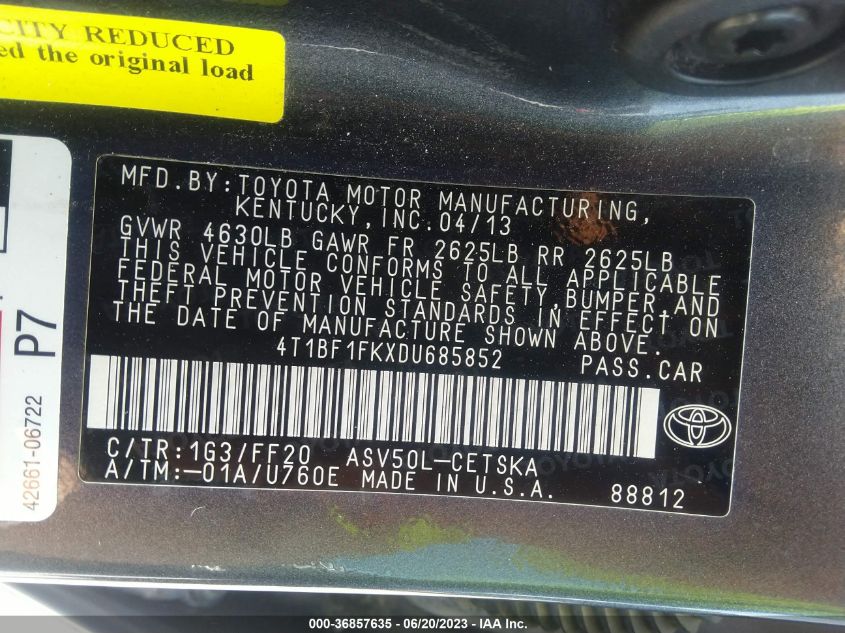 CITY REDUCED
ed the original load
MFD.BY:TOYOTA MOTOR MANUFACTURING,
KENTUCKY,INC.04/13
GVWR 4630LB GAWR FR 2625LB RR 2625LB
THIS VEHICLE CONFORMS TO ALL APPLICABLE
FEDERAL MOTOR VEHICLE SAFETY,BUMPER,AND
THEFT PREVENTION STANDARDS IN EFFECT ON
THE DATE OF MANUFACTURE SHOWN ABOVE.
4T1BF1FKXDU685852 PASS.CAR
C/TR:1G3/FF20 ASV50L-CETSKA
A/TM:-01A/U760E MADE IN U.S.A. 88812
P7
42661-06722
000-36857635 - 06/20/2023 - IAAI.com